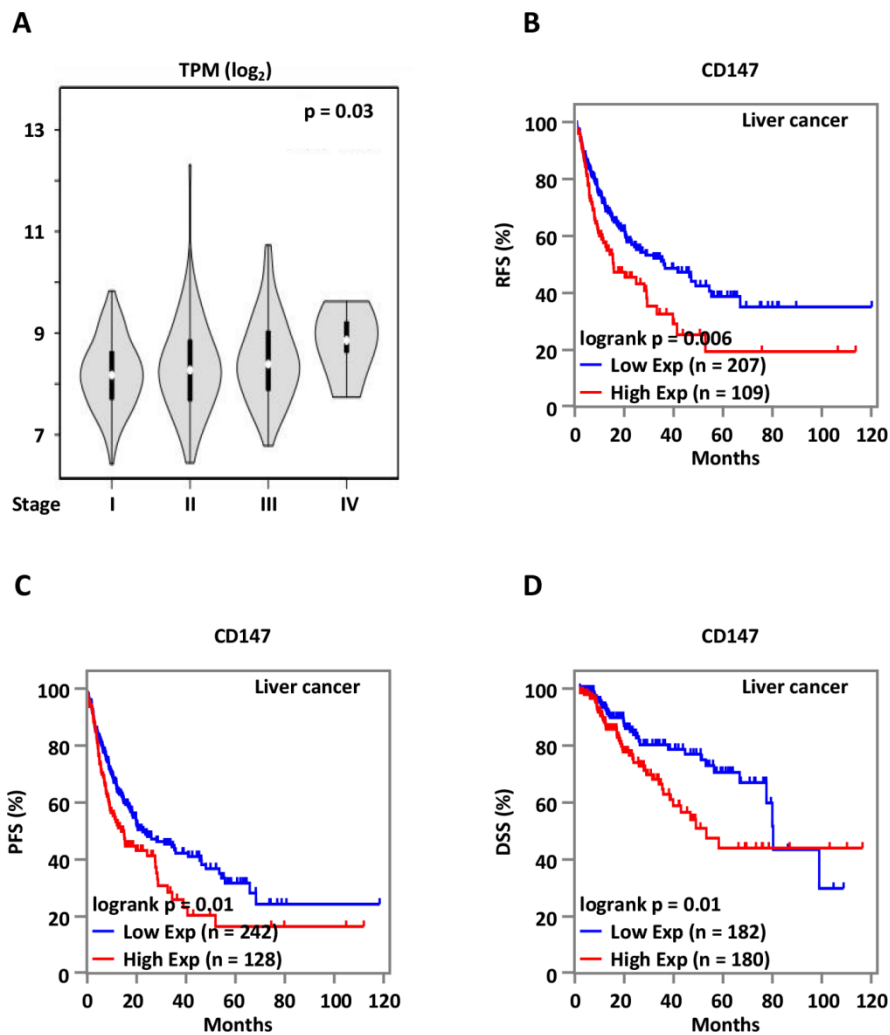 A
TPM (log₂)
p = 0.03
13
11
9
7
Stage I II III IV
B
CD147
Liver cancer
RFS (%)
100
80
60
40
20
0
logrank p = 0.006
Low Exp (n = 207)
High Exp (n = 109)
0 20 40 60 80 100 120
Months
C
CD147
Liver cancer
PFS (%)
100
80
60
40
20
0
logrank p = 0.01
Low Exp (n = 242)
High Exp (n = 128)
0 20 40 60 80 100 120
Months
D
CD147
Liver cancer
DSS (%)
100
80
60
40
20
0
logrank p = 0.01
Low Exp (n = 182)
High Exp (n = 180)
0 20 40 60 80 100 120
Months